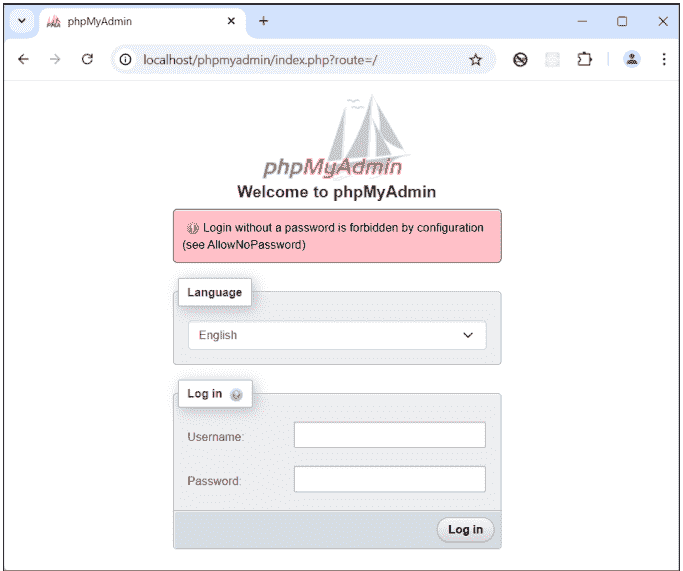 phpMyAdmin
localhost/phpmyadmin/index.php?route=/
phpMyAdmin
Welcome to phpMyAdmin
Login without a password is forbidden by configuration
(see AllowNoPassword)
Language
English
Log in
Username:
Password:
Log in